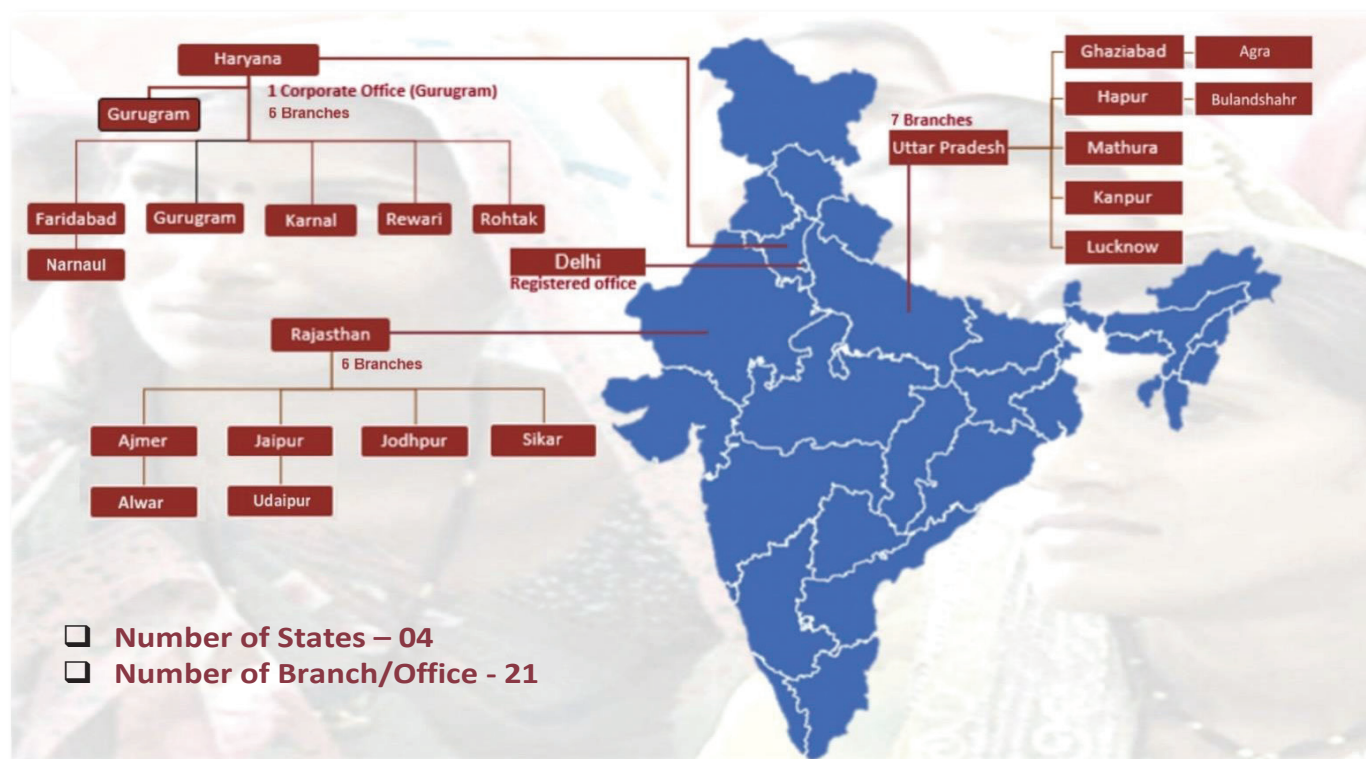 Haryana
1 Corporate Office (Gurugram)
6 Branches
Gurugram
Faridabad
Gurugram
Karnal
Rewari
Rohtak
Narnaul
Delhi
Registered office
7 Branches
Uttar Pradesh
Ghaziabad
Agra
Hapur
Bulandshahr
Mathura
Kanpur
Lucknow
Rajasthan
6 Branches
Ajmer
Jaipur
Jodhpur
Sikar
Alwar
Udaipur
Number of States – 04
Number of Branch/Office - 21